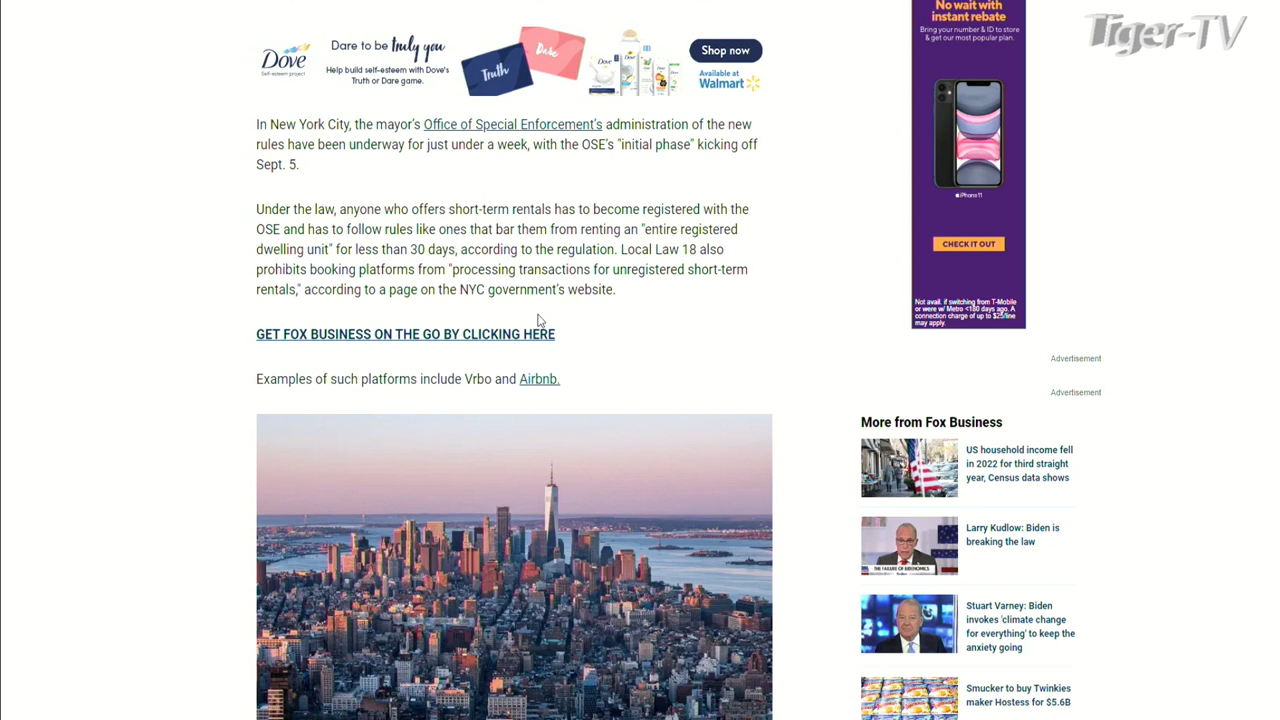 No wait with
instant rebate
Bring your number & ID to store
& get our most popular plan.
Tiger-TV
Dove
Self-esteem project
Dare to be truly you
Help build self-esteem with Dove's
Truth or Dare game.
Truth
Dare
Dove
Shop now
Available at
Walmart
In New York City, the mayor's Office of Special Enforcement's administration of the new
rules have been underway for just under a week, with the OSE's "initial phase" kicking off
Sept. 5.
Under the law, anyone who offers short-term rentals has to become registered with the
OSE and has to follow rules like ones that bar them from renting an "entire registered
dwelling unit" for less than 30 days, according to the regulation. Local Law 18 also
prohibits booking platforms from "processing transactions for unregistered short-term
rentals," according to a page on the NYC government's website.
GET FOX BUSINESS ON THE GO BY CLICKING HERE
Examples of such platforms include Vrbo and Airbnb.
iPhone 11
CHECK IT OUT
Not avail. if switching from T-Mobile
or were w/ Metro <180 days ago. A
connection charge of up to $25/line
may apply.
Advertisement
Advertisement
More from Fox Business
US household income fell
in 2022 for third straight
year, Census data shows
Larry Kudlow: Biden is
breaking the law
THE FAILURE OF BIDENOMICS
Stuart Varney: Biden
invokes 'climate change
for everything' to keep the
anxiety going
Smucker to buy Twinkies
maker Hostess for $5.6B